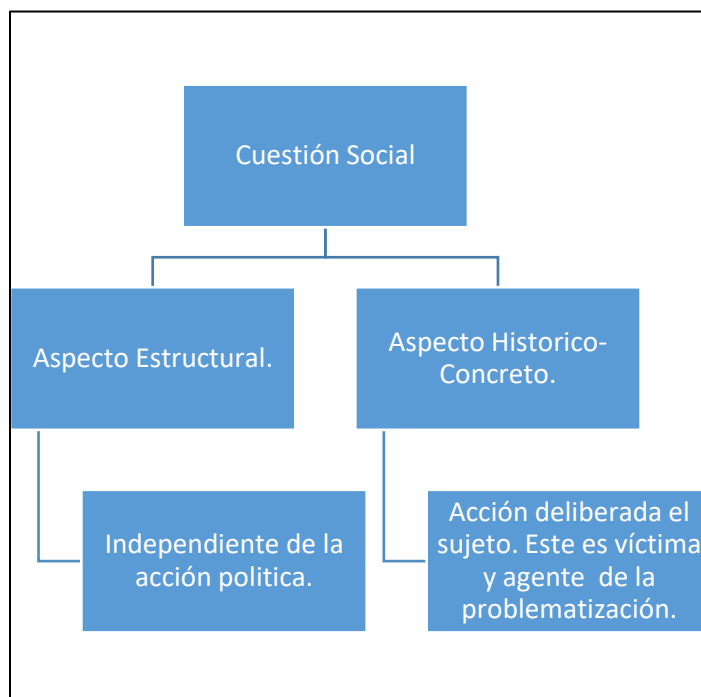 Cuestión Social
Aspecto Estructural.
Aspecto Historico-
Concreto.
Independiente de la
acción politica.
Acción deliberada el
sujeto. Este es víctima
y agente  de la
problematización.